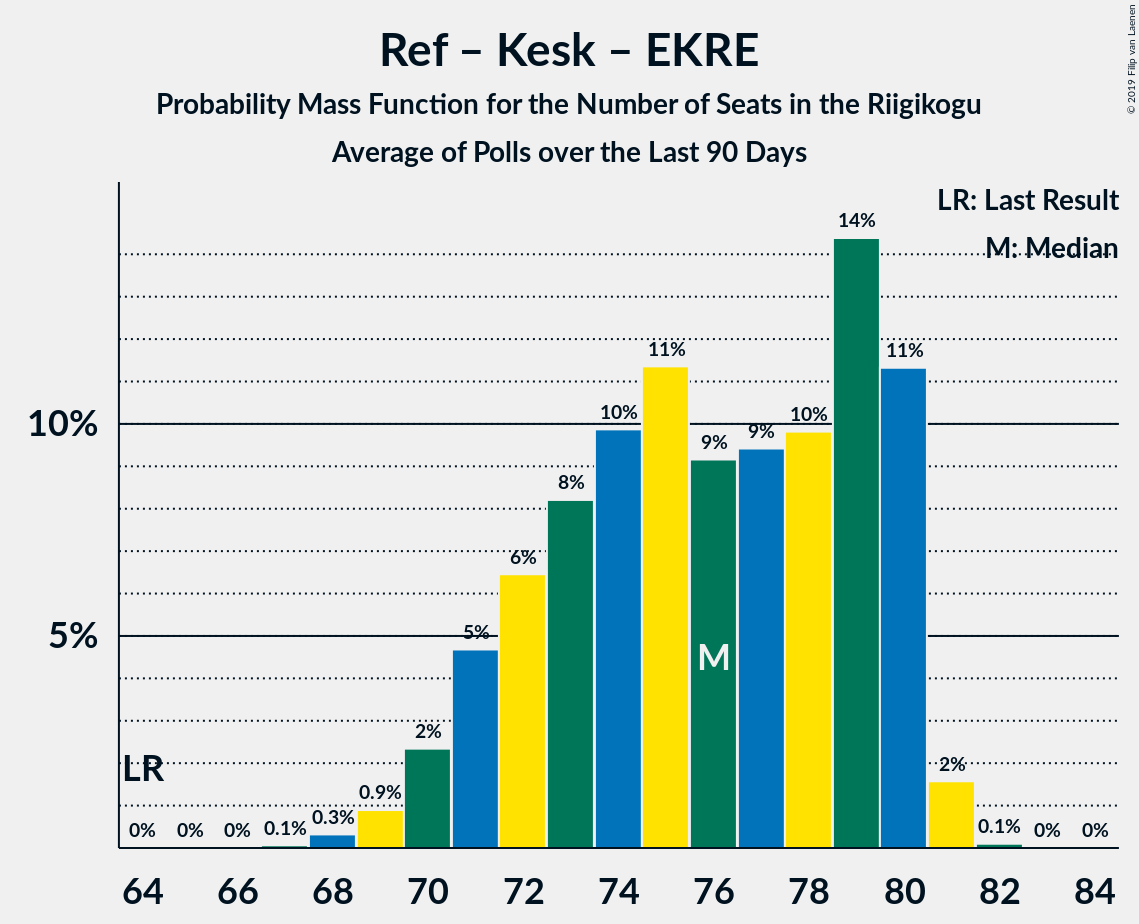 Ref – Kesk – EKRE
Probability Mass Function for the Number of Seats in the Riigikogu
Average of Polls over the Last 90 Days
© 2019 Filip van Laenen
LR: Last Result
M: Median
10%
5%
LR
0% 0% 0% 0.1% 0.3% 0.9% 2% 5% 6% 8% 10% 11% 9% 9% 10% 14% 11% 2% 0.1% 0% 0%
M
64 66 68 70 72 74 76 78 80 82 84